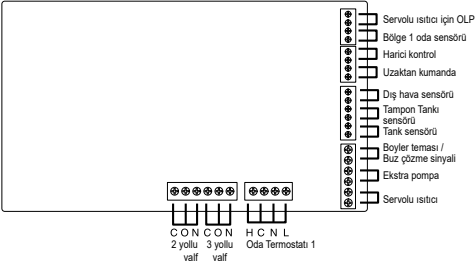 Servolu ısıtıcı için OLP
Bölge 1 oda sensörü
Harici kontrol
Uzaktan kumanda
Dış hava sensörü
Tampon Tankı
sensörü
Tank sensörü
Boyler teması /
Buz çözme sinyali
Ekstra pompa
Servolu ısıtıcı
C O N C O N H C N L
2 yollu 3 yollu Oda Termostatı 1
valf valf